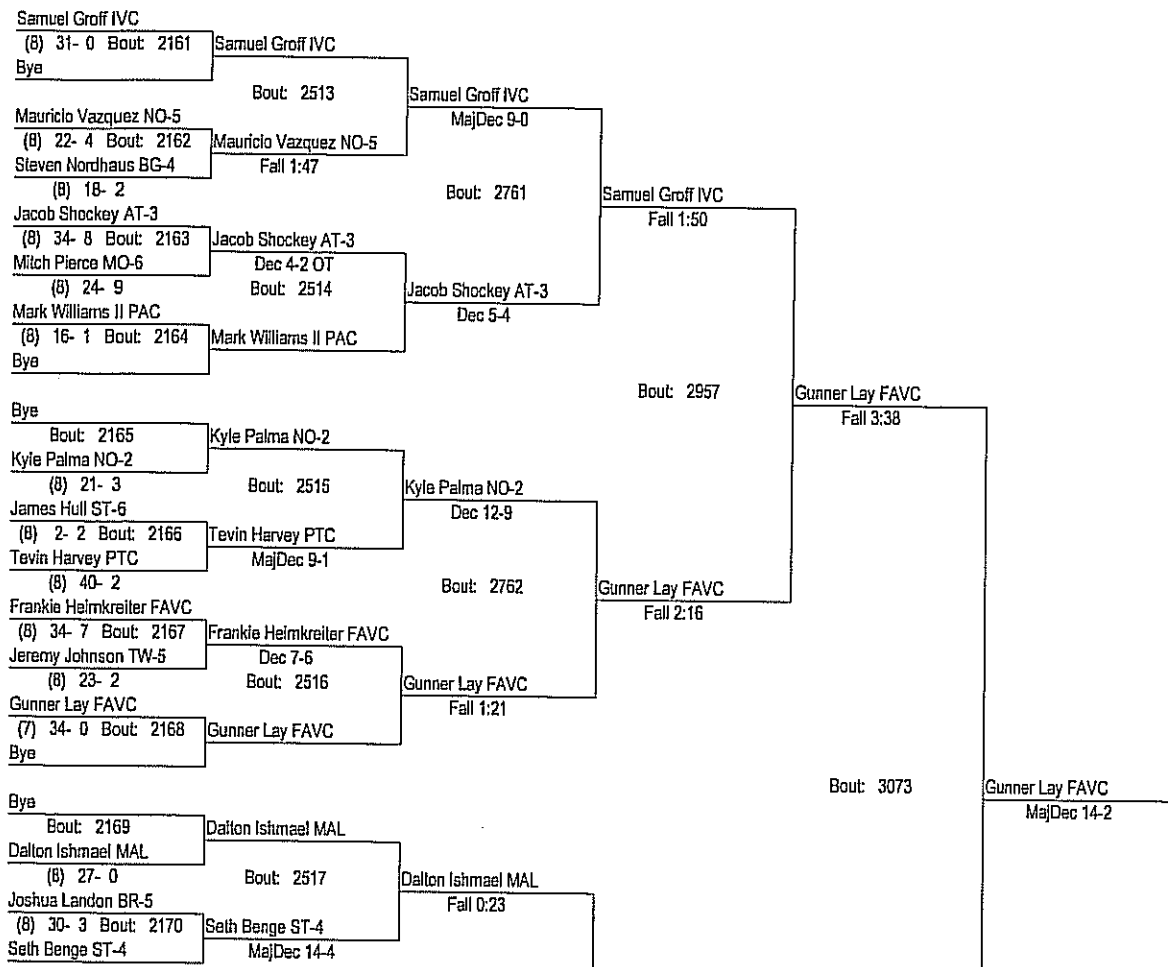 Samuel Groff IVC
(8) 31- 0 Bout: 2161
Samuel Groff IVC
Bye
Bout: 2513
Samuel Groff IVC
MajDec 9-0
Mauricio Vazquez NO-5
(8) 22- 4 Bout: 2162
Mauricio Vazquez NO-5
Fall 1:47
Steven Nordhaus BG-4
(8) 18- 2
Bout: 2761
Samuel Groff IVC
Fall 1:50
Jacob Shockey AT-3
(8) 34- 8 Bout: 2163
Jacob Shockey AT-3
Dec 4-2 OT
Mitch Pierce MO-6
(8) 24- 9
Bout: 2514
Jacob Shockey AT-3
Dec 5-4
Mark Williams II PAC
(8) 16- 1 Bout: 2164
Mark Williams II PAC
Bye
Bout: 2957
Gunner Lay FAVC
Fall 3:38
Bye
Bout: 2165
Kyle Palma NO-2
Kyle Palma NO-2
(8) 21- 3
Bout: 2515
Kyle Palma NO-2
Dec 12-9
James Hull ST-6
(8) 2- 2 Bout: 2166
Tevin Harvey PTC
MajDec 9-1
Tevin Harvey PTC
(8) 40- 2
Bout: 2762
Gunner Lay FAVC
Fall 2:16
Frankie Heimkreiter FAVC
(8) 34- 7 Bout: 2167
Frankie Heimkreiter FAVC
Dec 7-6
Jeremy Johnson TW-5
(8) 23- 2
Bout: 2516
Gunner Lay FAVC
Fall 1:21
Gunner Lay FAVC
(7) 34- 0 Bout: 2168
Gunner Lay FAVC
Bye
Bout: 3073
Gunner Lay FAVC
MajDec 14-2
Bye
Bout: 2169
Dalton Ishmael MAL
Dalton Ishmael MAL
(8) 27- 0
Bout: 2517
Dalton Ishmael MAL
Fall 0:23
Joshua Landon BR-5
(8) 30- 3 Bout: 2170
Seth Benge ST-4
MajDec 14-4
Seth Benge ST-4